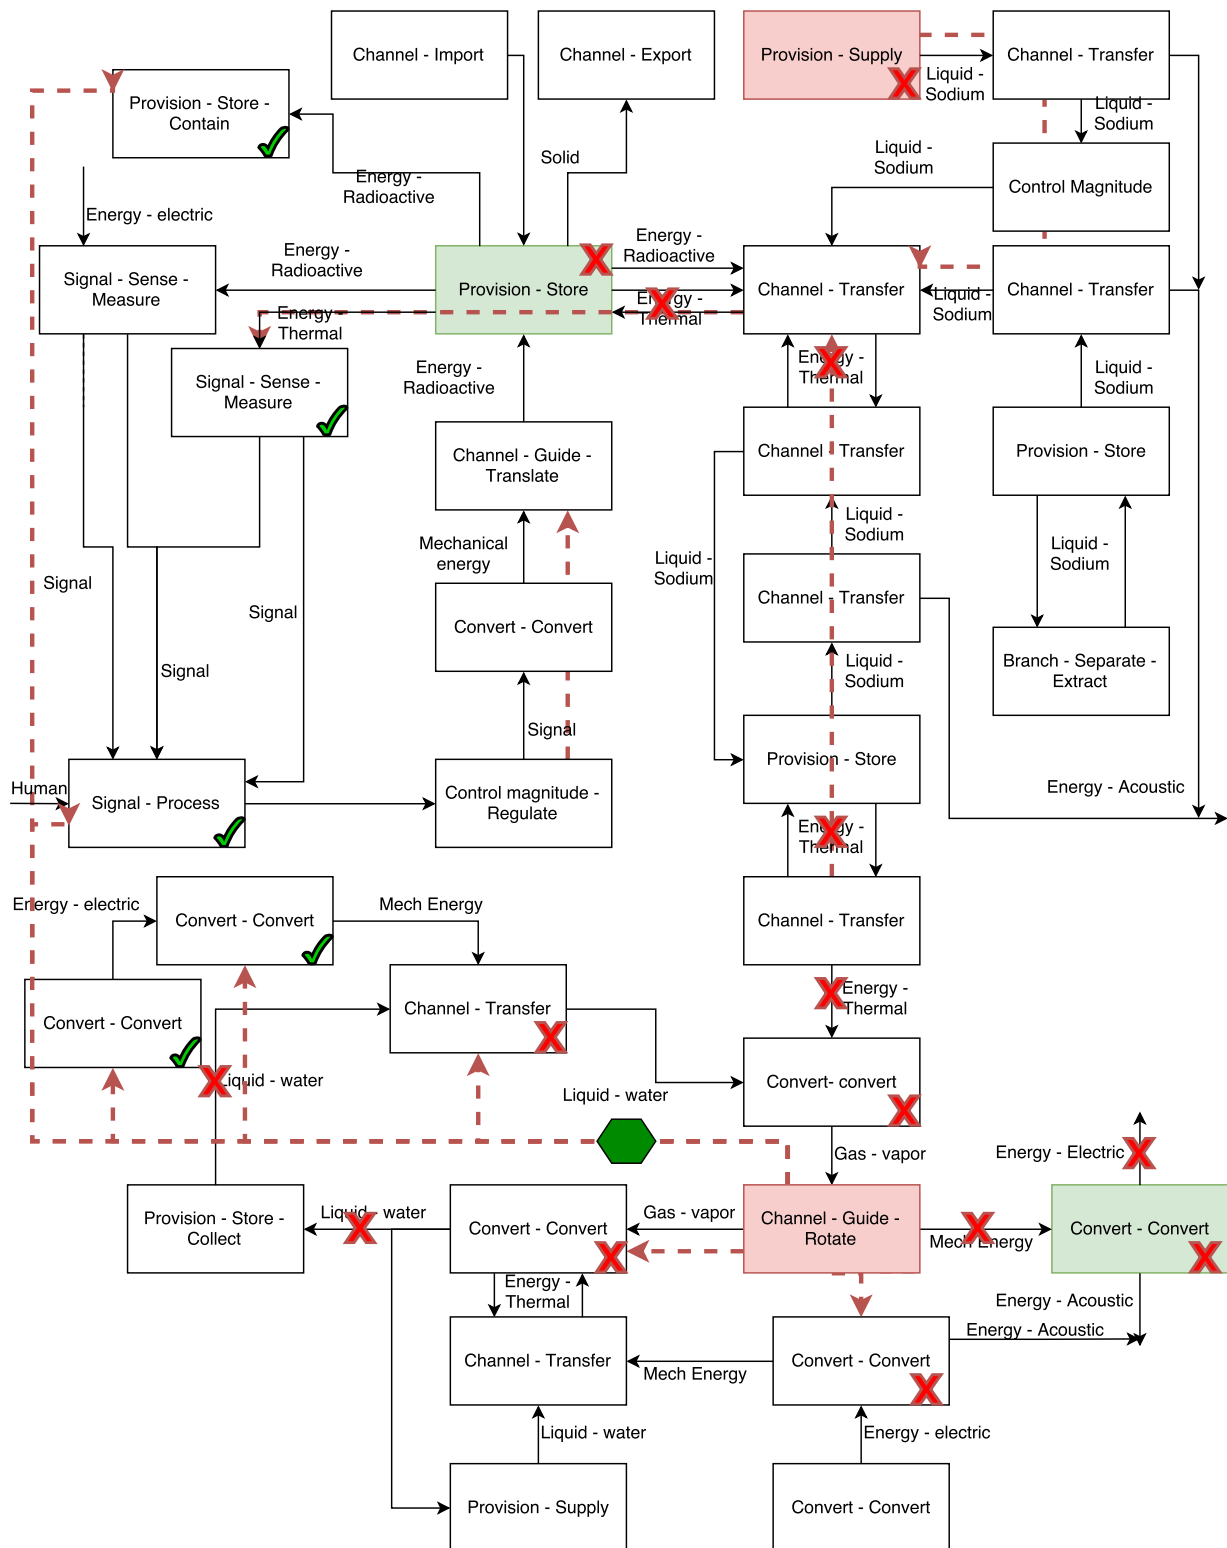 Channel - Import
Channel - Export
Provision - Supply
Channel - Transfer
Liquid -
Sodium
Provision - Store -
Contain
Liquid -
Sodium
Solid
Liquid -
Sodium
Energy -
Radioactive
Control Magnitude
Energy - electric
Energy -
Radioactive
Energy -
Radioactive
Signal - Sense -
Measure
Provision - Store
Channel - Transfer
Channel - Transfer
Liquid -
Sodium
Energy -
Thermal
Energy -
Thermal
Energy -
Radioactive
Energy -
Thermal
Liquid -
Sodium
Signal - Sense -
Measure
Channel - Guide -
Translate
Channel - Transfer
Provision - Store
Liquid -
Sodium
Mechanical
energy
Liquid -
Sodium
Liquid -
Sodium
Signal
Signal
Convert - Convert
Channel - Transfer
Signal
Liquid -
Sodium
Branch - Separate -
Extract
Signal
Provision - Store
Human
Signal - Process
Control magnitude -
Regulate
Energy - Acoustic
Energy -
Thermal
Energy - electric
Convert - Convert
Mech Energy
Channel - Transfer
Convert - Convert
Channel - Transfer
Energy -
Thermal
Liquid - water
Liquid - water
Convert- convert
Gas - vapor
Energy - Electric
Provision - Store -
Collect
Liquid - water
Convert - Convert
Gas - vapor
Channel - Guide -
Rotate
Mech Energy
Convert - Convert
Energy -
Thermal
Energy - Acoustic
Energy - Acoustic
Channel - Transfer
Mech Energy
Convert - Convert
Liquid - water
Energy - electric
Provision - Supply
Convert - Convert